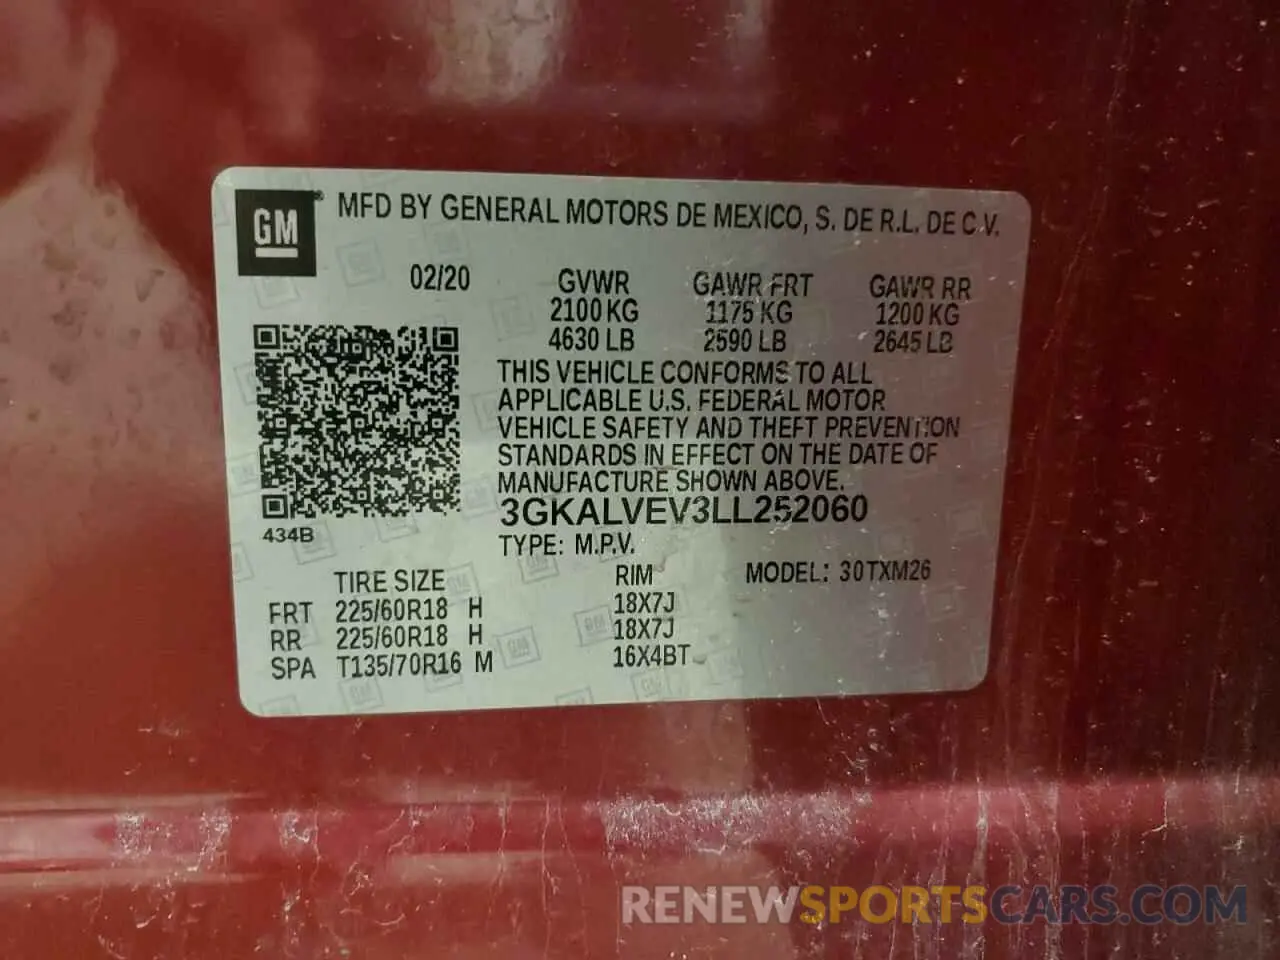 GM® MFD BY GENERAL MOTORS DE MEXICO, S. DE R.L. DE C.V.
02/20 GVWR GAWR FRT GAWR RR
2100 KG 1175 KG 1200 KG
4630 LB 2590 LB 2645 LB
THIS VEHICLE CONFORMS TO ALL
APPLICABLE U.S. FEDERAL MOTOR
VEHICLE SAFETY AND THEFT PREVENTION
STANDARDS IN EFFECT ON THE DATE OF
MANUFACTURE SHOWN ABOVE.
3GKALVEV3LL252060
434B
TYPE: M.P.V.
TIRE SIZE RIM MODEL: 30TXM26
FRT 225/60R18 H 18X7J
RR 225/60R18 H 18X7J
SPA T135/70R16 M 16X4BT
RENEWSPORTSCARS.COM